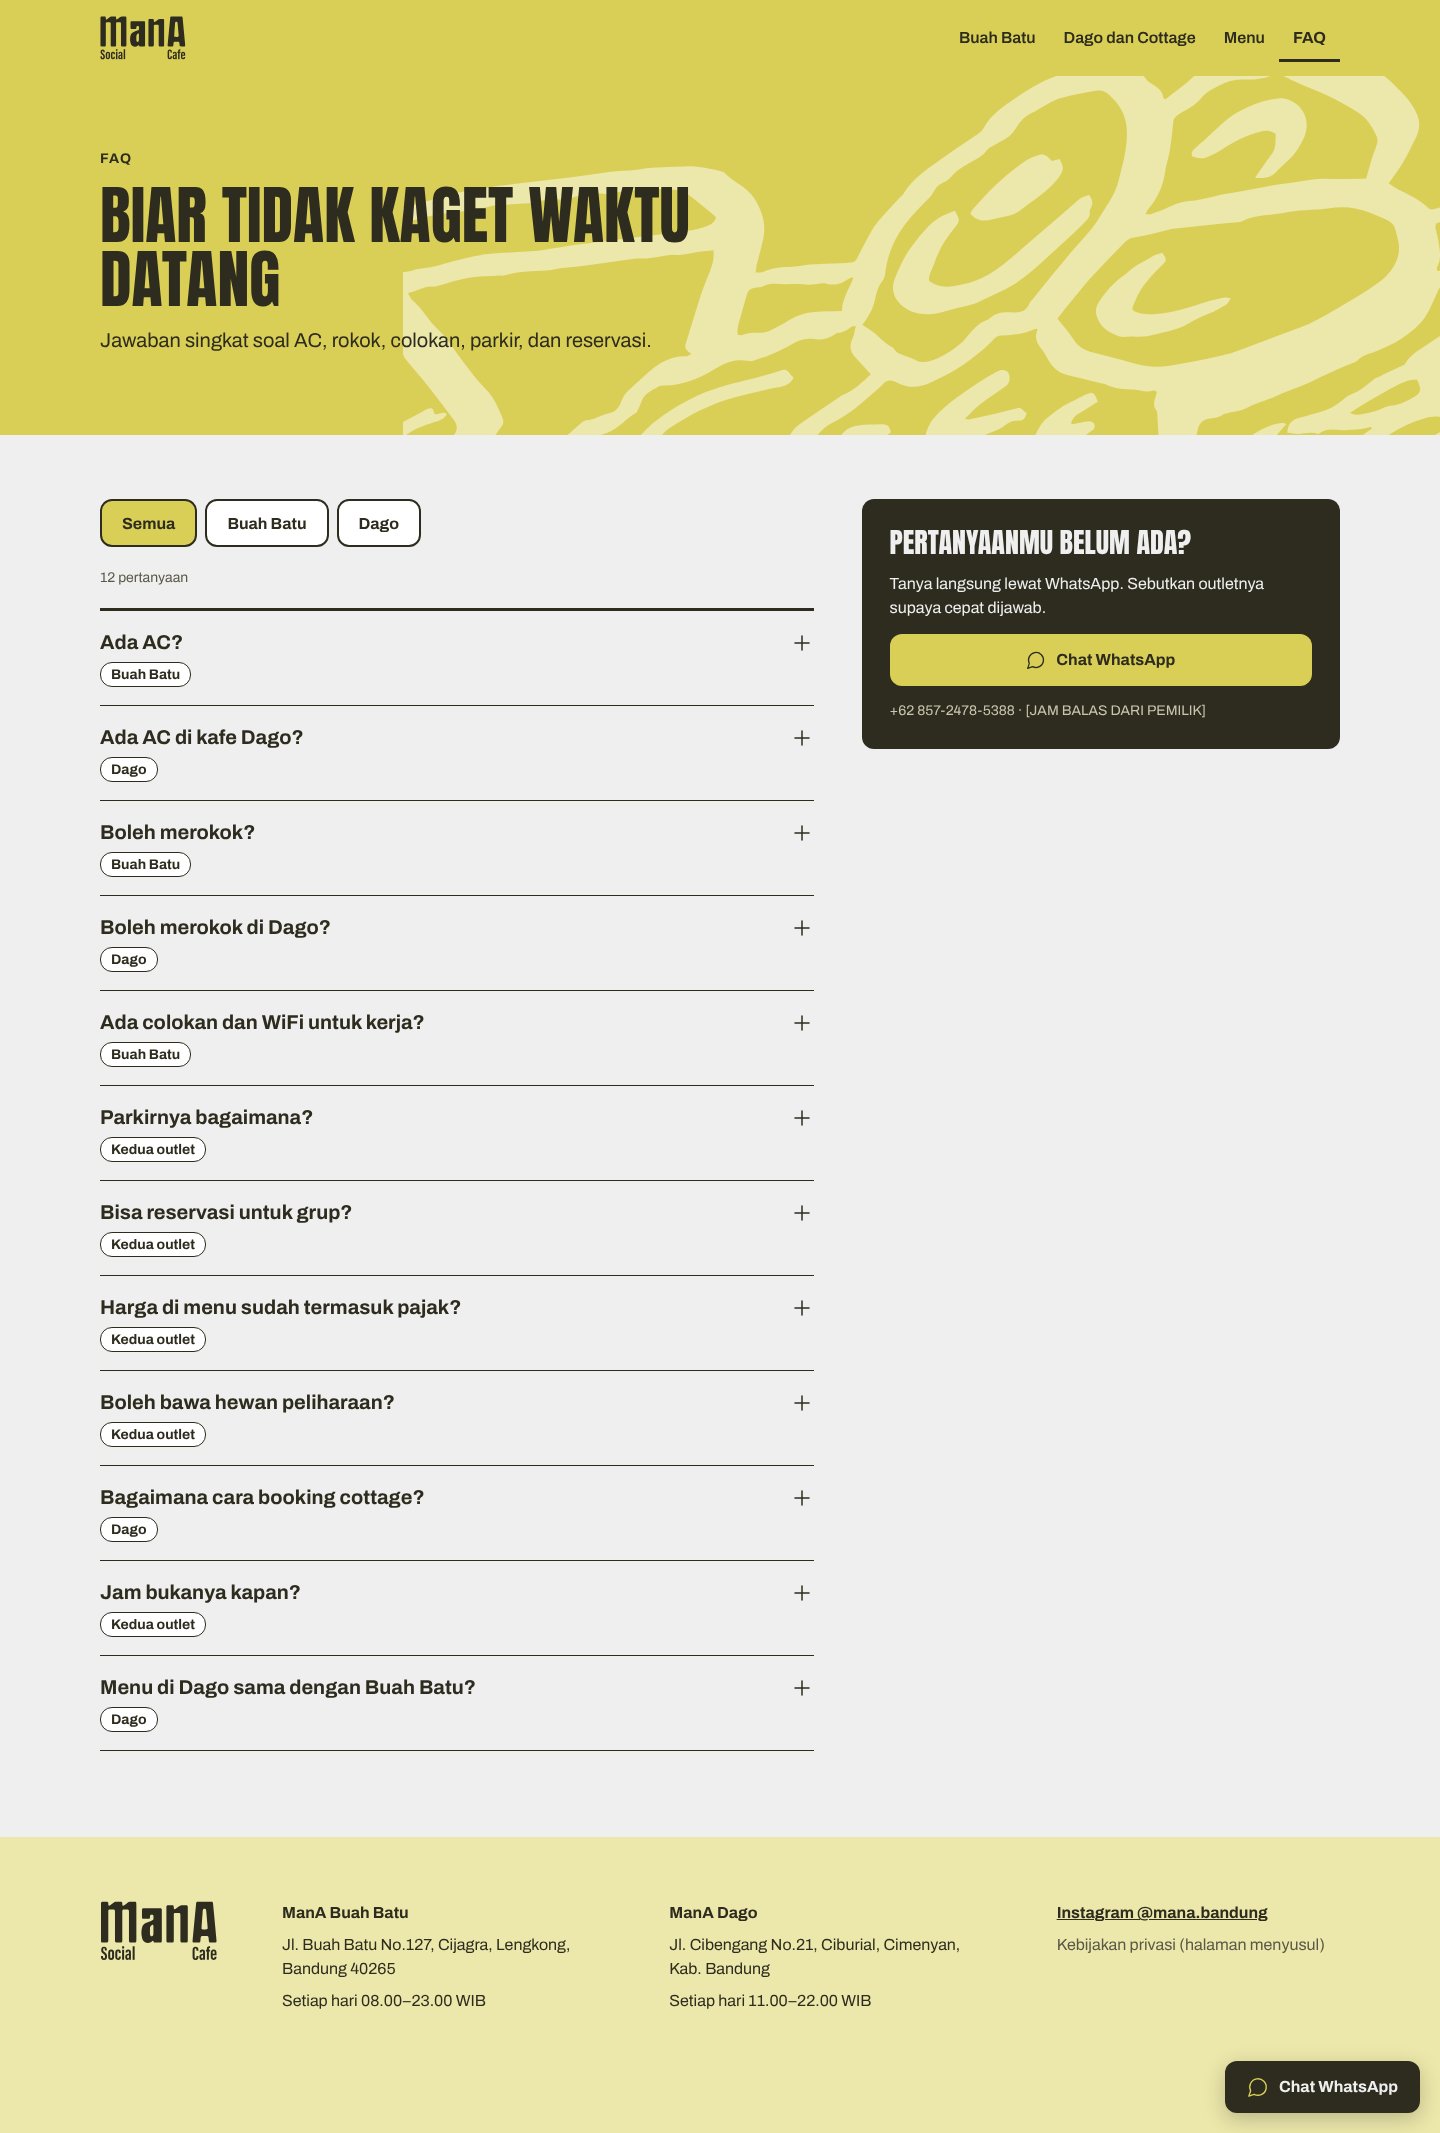 ManA
Social Cafe
Buah Batu
Dago dan Cottage
Menu
FAQ
FAQ
BIAR TIDAK KAGET WAKTU
DATANG
Jawaban singkat soal AC, rokok, colokan, parkir, dan reservasi.
Semua
Buah Batu
Dago
12 pertanyaan
Ada AC?
Buah Batu
Ada AC di kafe Dago?
Dago
Boleh merokok?
Buah Batu
Boleh merokok di Dago?
Dago
Ada colokan dan WiFi untuk kerja?
Buah Batu
Parkirnya bagaimana?
Kedua outlet
Bisa reservasi untuk grup?
Kedua outlet
Harga di menu sudah termasuk pajak?
Kedua outlet
Boleh bawa hewan peliharaan?
Kedua outlet
Bagaimana cara booking cottage?
Dago
Jam bukanya kapan?
Kedua outlet
Menu di Dago sama dengan Buah Batu?
Dago
PERTANYAANMU BELUM ADA?
Tanya langsung lewat WhatsApp. Sebutkan outletnya
supaya cepat dijawab.
Chat WhatsApp
+62 857-2478-5388 · [JAM BALAS DARI PEMILIK]
ManA
Social Cafe
ManA Buah Batu
Jl. Buah Batu No.127, Cijagra, Lengkong,
Bandung 40265
Setiap hari 08.00–23.00 WIB
ManA Dago
Jl. Cibengang No.21, Ciburial, Cimenyan,
Kab. Bandung
Setiap hari 11.00–22.00 WIB
Instagram @mana.bandung
Kebijakan privasi (halaman menyusul)
Chat WhatsApp